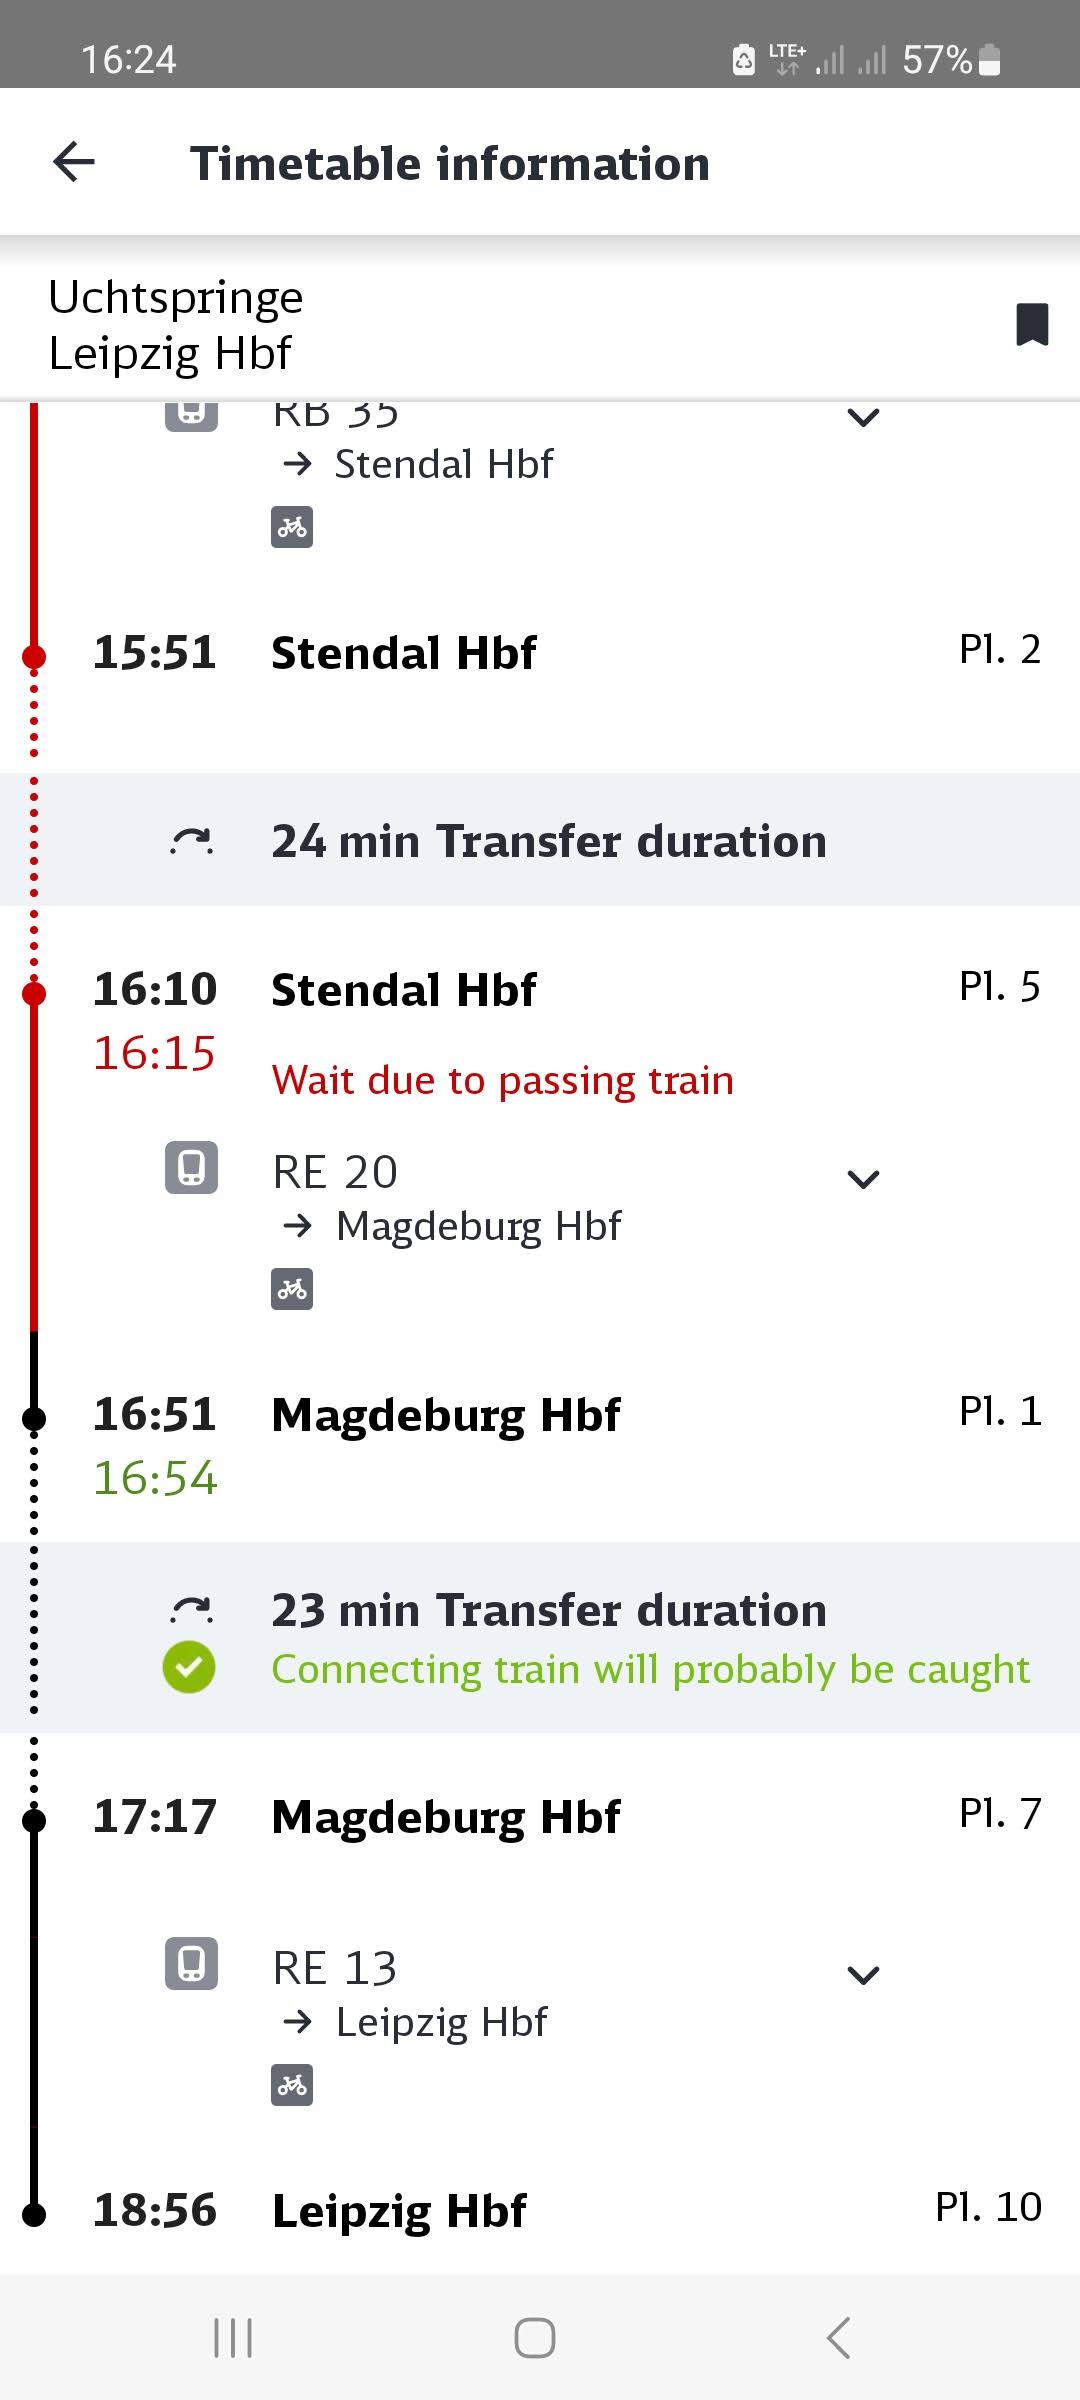 16:24
LTE+
57%
Timetable information
Uchtspringe
Leipzig Hbf
RB 35
→ Stendal Hbf
15:51 Stendal Hbf Pl. 2
24 min Transfer duration
16:10 Stendal Hbf Pl. 5
16:15
Wait due to passing train
RE 20
→ Magdeburg Hbf
16:51 Magdeburg Hbf Pl. 1
16:54
23 min Transfer duration
Connecting train will probably be caught
17:17 Magdeburg Hbf Pl. 7
RE 13
→ Leipzig Hbf
18:56 Leipzig Hbf Pl. 10